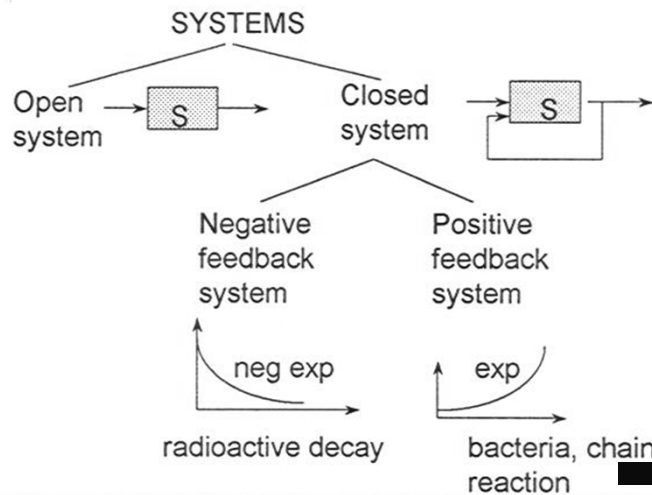 SYSTEMS
Open
system
S
Closed
system
S
Negative
feedback
system
Positive
feedback
system
neg exp
exp
radioactive decay
bacteria, chain
reaction